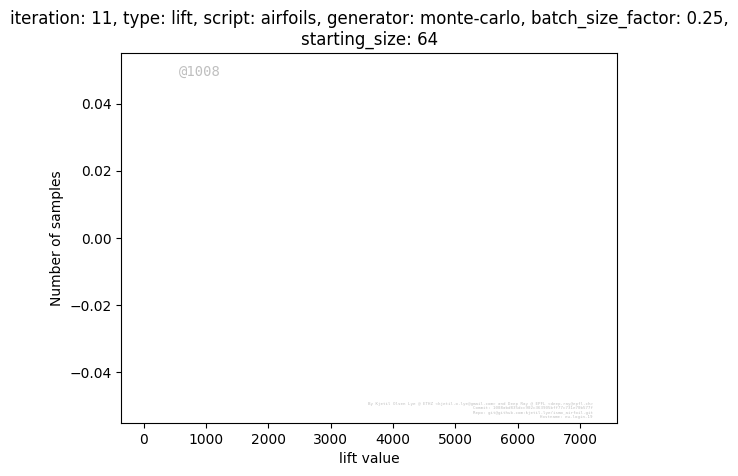 iteration: 11, type: lift, script: airfoils, generator: monte-carlo, batch_size_factor: 0.25,
starting_size: 64
@1008
0.04
0.02
0.00
−0.02
−0.04
Number of samples
0 1000 2000 3000 4000 5000 6000 7000
lift value